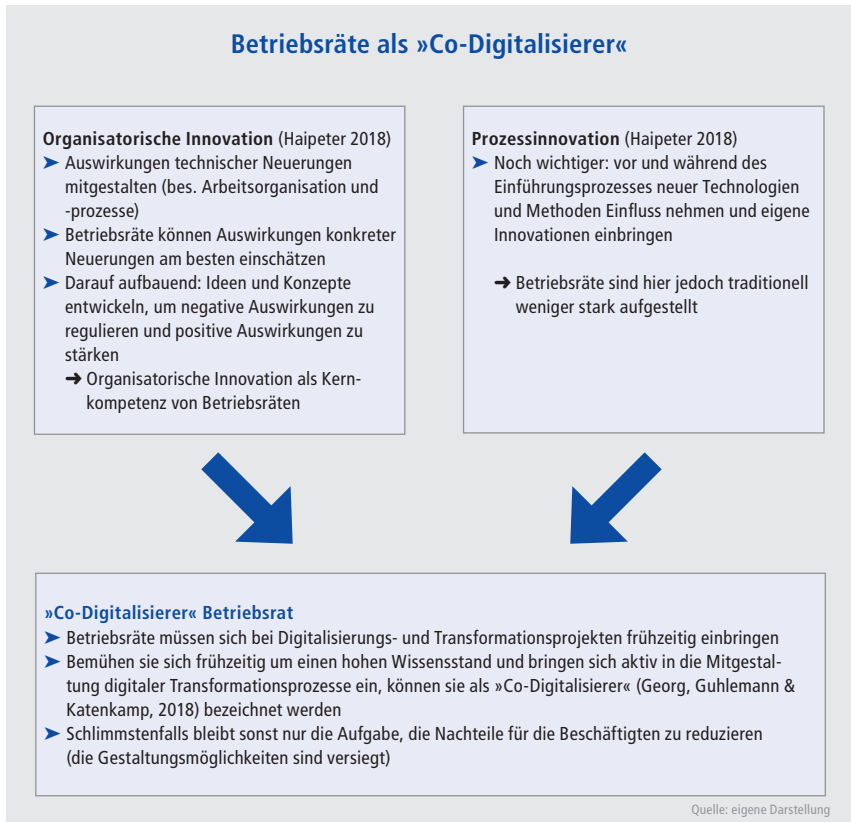 Betriebsräte als »Co-Digitalisierer«
Organisatorische Innovation (Haipeter 2018)
➤ Auswirkungen technischer Neuerungen
mitgestalten (bes. Arbeitsorganisation und
-prozesse)
➤ Betriebsräte können Auswirkungen konkreter
Neuerungen am besten einschätzen
➤ Darauf aufbauend: Ideen und Konzepte
entwickeln, um negative Auswirkungen zu
regulieren und positive Auswirkungen zu
stärken
➜ Organisatorische Innovation als Kern-
kompetenz von Betriebsräten
Prozessinnovation (Haipeter 2018)
➤ Noch wichtiger: vor und während des
Einführungsprozesses neuer Technologien
und Methoden Einfluss nehmen und eigene
Innovationen einbringen
➜ Betriebsräte sind hier jedoch traditionell
weniger stark aufgestellt
»Co-Digitalisierer« Betriebsrat
➤ Betriebsräte müssen sich bei Digitalisierungs- und Transformationsprojekten frühzeitig einbringen
➤ Bemühen sie sich frühzeitig um einen hohen Wissensstand und bringen sich aktiv in die Mitgestal-
tung digitaler Transformationsprozesse ein, können sie als »Co-Digitalisierer« (Georg, Guhlemann &
Katenkamp, 2018) bezeichnet werden
➤ Schlimmstenfalls bleibt sonst nur die Aufgabe, die Nachteile für die Beschäftigten zu reduzieren
(die Gestaltungsmöglichkeiten sind versiegt)
Quelle: eigene Darstellung